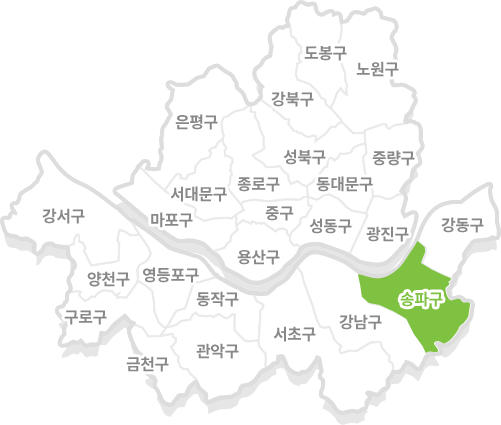 도봉구
노원구
강북구
은평구
성북구
중량구
서대문구
종로구
동대문구
마포구
중구
성동구
광진구
강동구
강서구
용산구
양천구
영등포구
동작구
송파구
구로구
서초구
강남구
관악구
금천구